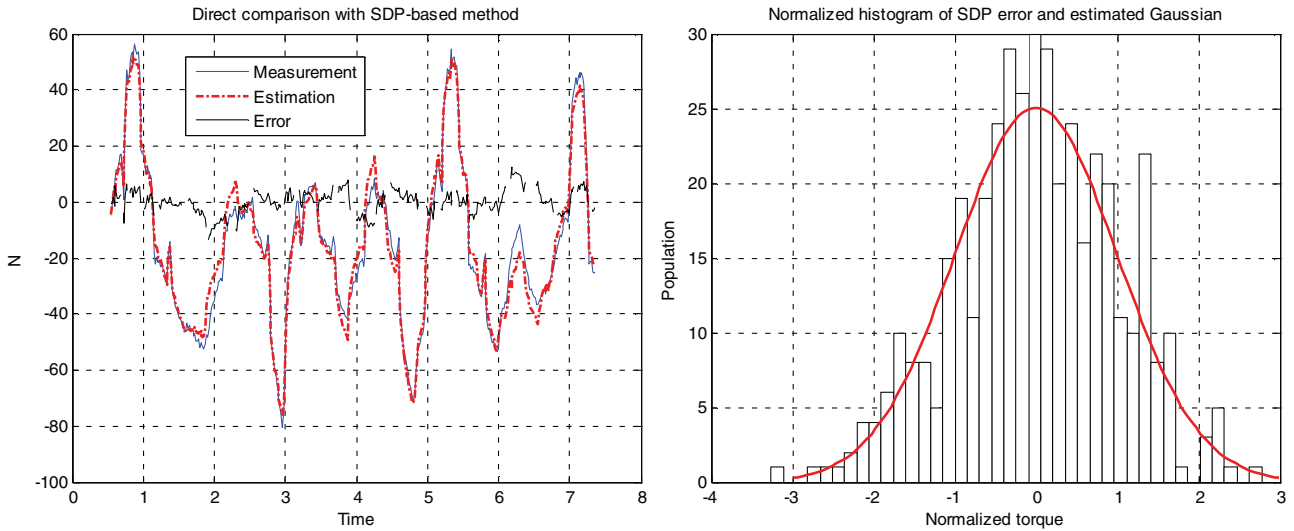 Direct comparison with SDP-based method
60
40
20
0
-20
-40
-60
-80
-100
N
Measurement
Estimation
Error
0 1 2 3 4 5 6 7 8
Time
Normalized histogram of SDP error and estimated Gaussian
30
25
20
15
10
5
0
Population
-4 -3 -2 -1 0 1 2 3
Normalized torque